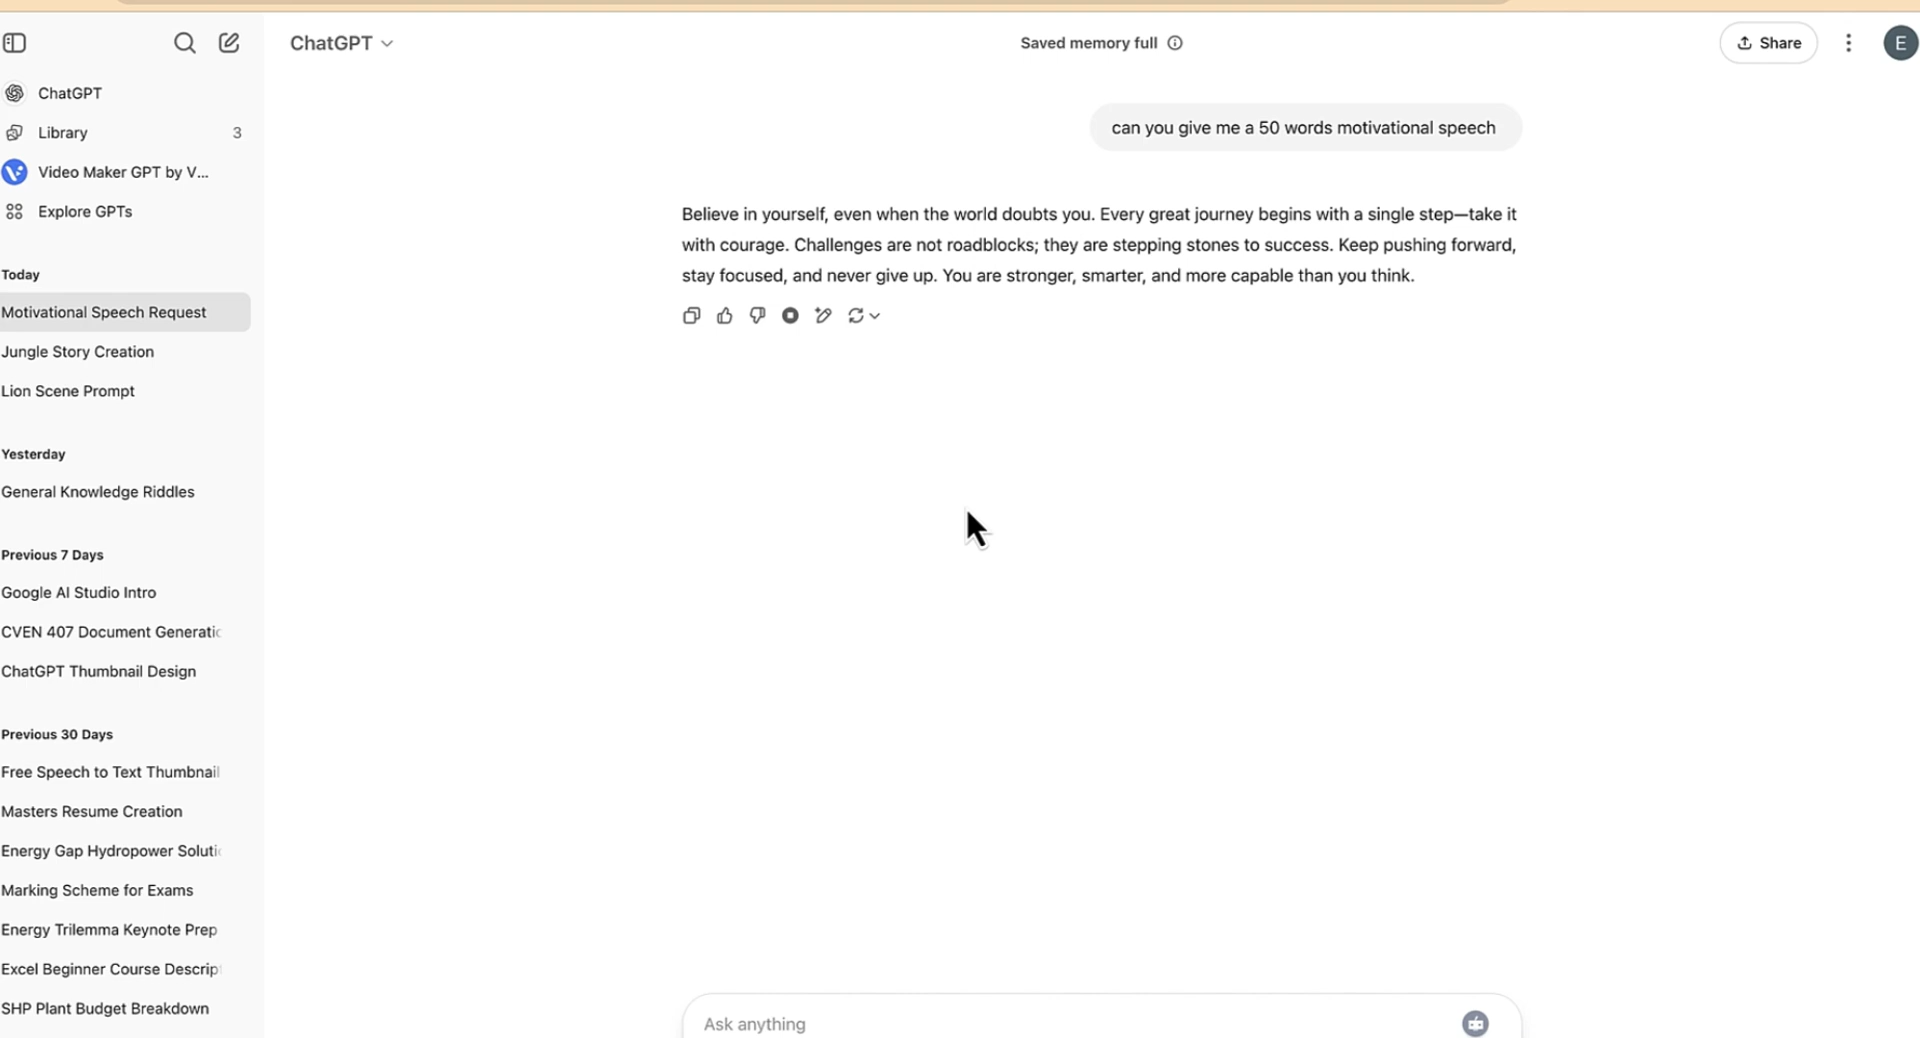 ChatGPT
Saved memory full
Share
E
ChatGPT
Library 3
Video Maker GPT by V...
Explore GPTs
Today
Motivational Speech Request
Jungle Story Creation
Lion Scene Prompt
Yesterday
General Knowledge Riddles
Previous 7 Days
Google AI Studio Intro
CVEN 407 Document Generatic
ChatGPT Thumbnail Design
Previous 30 Days
Free Speech to Text Thumbnail
Masters Resume Creation
Energy Gap Hydropower Soluti
Marking Scheme for Exams
Energy Trilemma Keynote Prep
Excel Beginner Course Descrip
SHP Plant Budget Breakdown
can you give me a 50 words motivational speech
Believe in yourself, even when the world doubts you. Every great journey begins with a single step—take it
with courage. Challenges are not roadblocks; they are stepping stones to success. Keep pushing forward,
stay focused, and never give up. You are stronger, smarter, and more capable than you think.
Ask anything